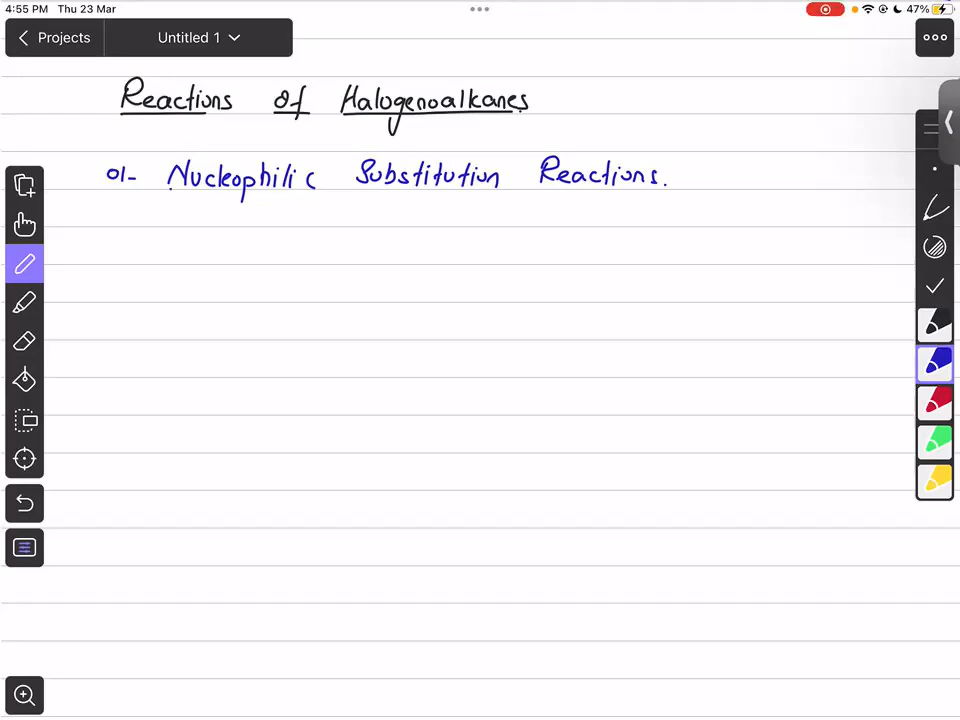 4:55 PM Thu 23 Mar
47%
Projects
Untitled 1
Reactions of Halogenoalkanes
01- Nucleophilic Substitution Reactions.